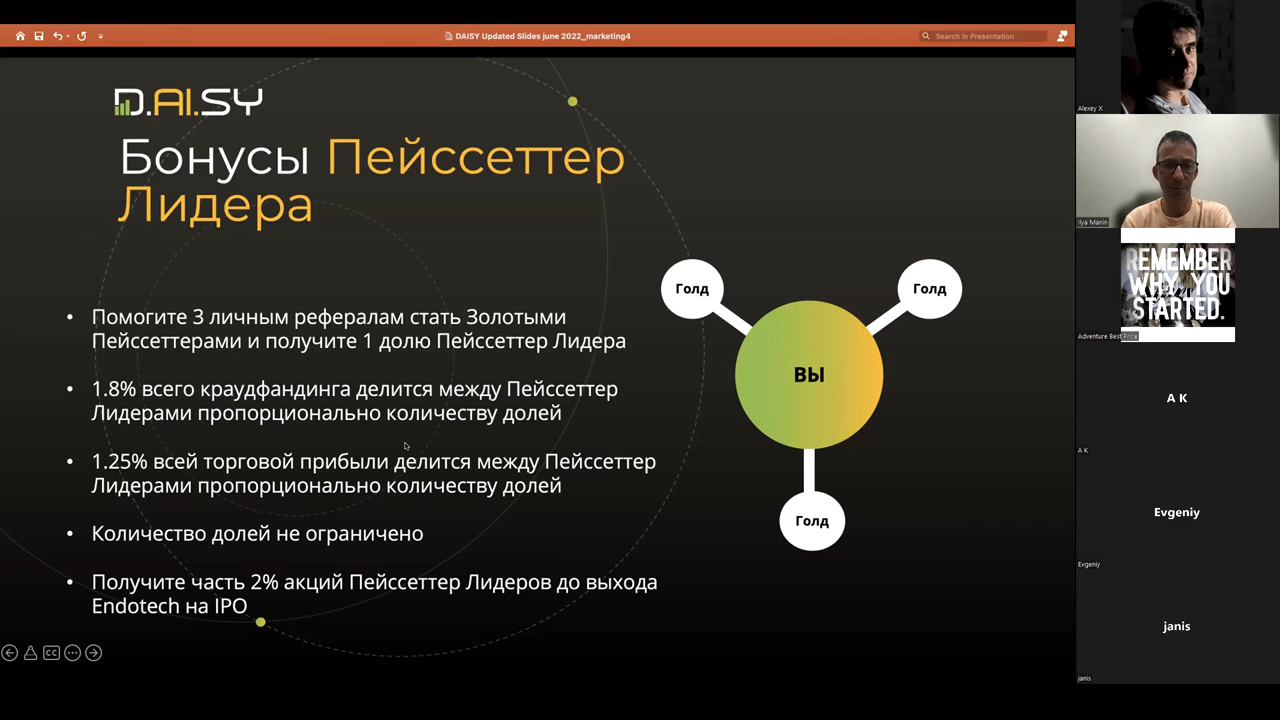 DAISY Updated Slides june 2022_marketing4
Search in Presentation
D.AI.SY
Бонусы Пейссеттер
Лидера
Помогите 3 личным рефералам стать Золотыми
Пейссеттерами и получите 1 долю Пейссеттер Лидера
1.8% всего краудфандинга делится между Пейссеттер
Лидерами пропорционально количеству долей
1.25% всей торговой прибыли делится между Пейссеттер
Лидерами пропорционально количеству долей
Количество долей не ограничено
Получите часть 2% акций Пейссеттер Лидеров до выхода
Endotech на IPO
Голд
Голд
ВЫ
Голд
CC
Alexey X
Ilya Manin
REMEMBER
WHY YOU
STARTED.
Adventure Best Price
A K
A K
Evgeniy
Evgeniy
janis
janis